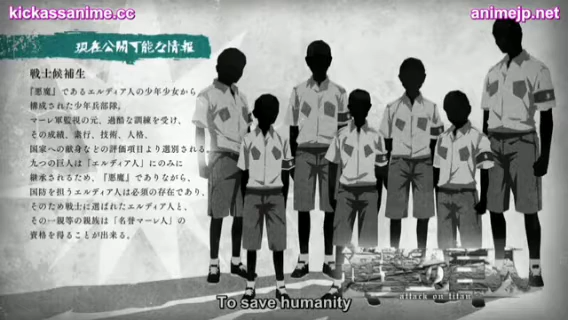 kickassanime.cc
animejp.net
現在公開可能な情報
戦士候補生
『悪魔』であるエルディア人の少年少女から
構成された少年兵部隊。
マーレ軍監視の元、過酷な訓練を受け、
その成績、素行、技術、人格、
国家への献身などの評価項目より選別される。
九つの巨人は「エルディア人」にのみに
継承されるため、『悪魔』でありながら、
国防を担うエルディア人は必須の存在であり、
そのため戦士に選ばれたエルディア人と、
その一親等の親族は「名誉マーレ人」の
資格を得ることが出来る。
attack on titan
To save humanity